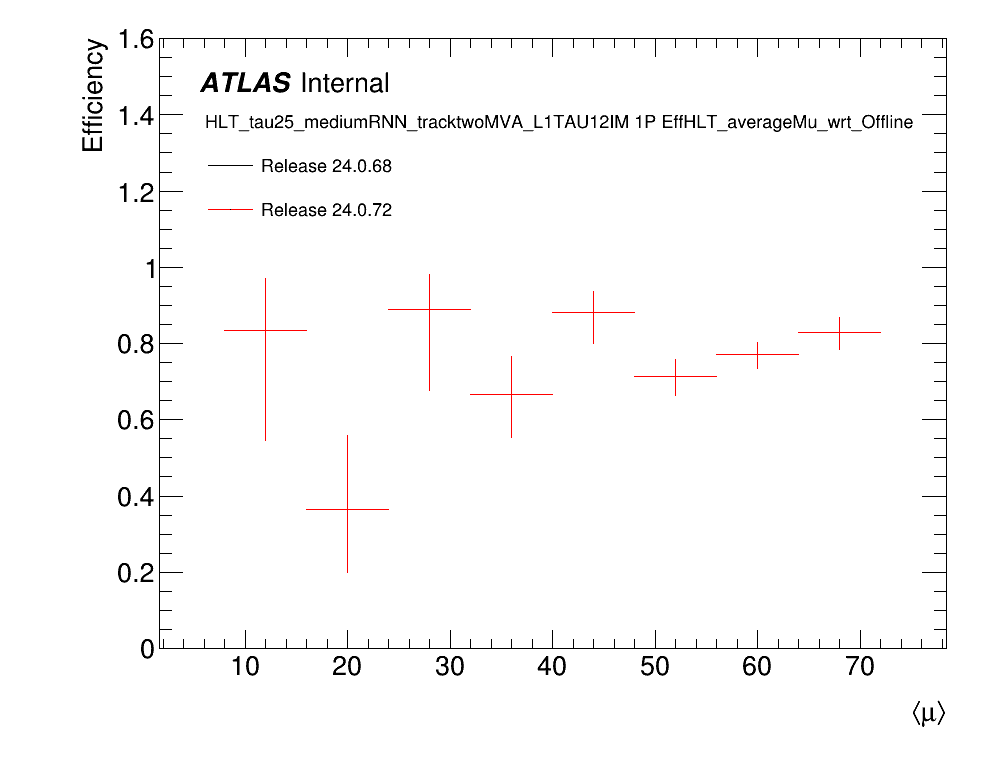 Efficiency
1.6
1.4
1.2
1
0.8
0.6
0.4
0.2
0
ATLAS Internal
HLT_tau25_mediumRNN_tracktwoMVA_L1TAU12IM 1P EffHLT_averageMu_wrt_Offline
Release 24.0.68
Release 24.0.72
10 20 30 40 50 60 70
⟨μ⟩